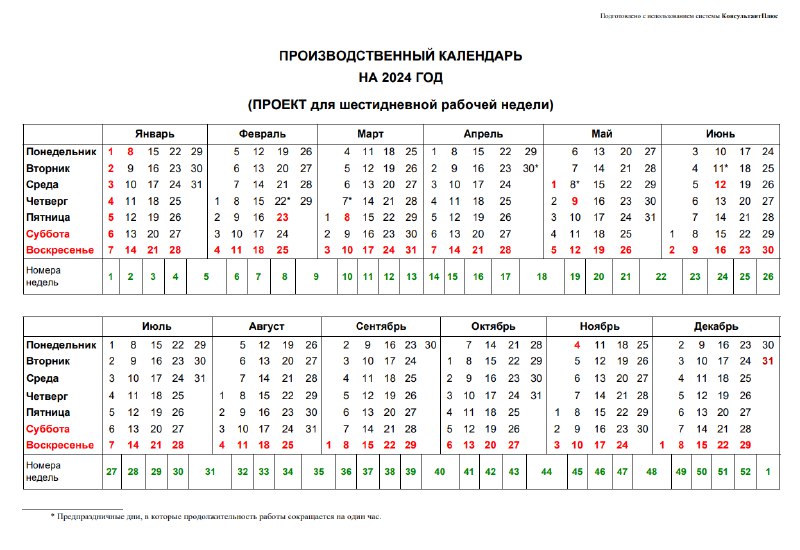 Подготовлено с использованием системы КонсультантПлюс
ПРОИЗВОДСТВЕННЫЙ КАЛЕНДАРЬ
НА 2024 ГОД
(ПРОЕКТ для шестидневной рабочей недели)
Январь Февраль Март Апрель Май Июнь
Понедельник 1 8 15 22 29 5 12 19 26 4 11 18 25 1 8 15 22 29 6 13 20 27 3 10 17 24
Вторник 2 9 16 23 30 6 13 20 27 5 12 19 26 2 9 16 23 30* 7 14 21 28 4 11* 18 25
Среда 3 10 17 24 31 7 14 21 28 6 13 20 27 3 10 17 24 1 8* 15 22 29 5 12 19 26
Четверг 4 11 18 25 1 8 15 22* 29 7* 14 21 28 4 11 18 25 2 9 16 23 30 6 13 20 27
Пятница 5 12 19 26 2 9 16 23 1 8 15 22 29 5 12 19 26 3 10 17 24 31 7 14 21 28
Суббота 6 13 20 27 3 10 17 24 2 9 16 23 30 6 13 20 27 4 11 18 25 1 8 15 22 29
Воскресенье 7 14 21 28 4 11 18 25 3 10 17 24 31 7 14 21 28 5 12 19 26 2 9 16 23 30
Номера
недель 1 2 3 4 5 6 7 8 9 10 11 12 13 14 15 16 17 18 19 20 21 22 23 24 25 26
Июль Август Сентябрь Октябрь Ноябрь Декабрь
Понедельник 1 8 15 22 29 5 12 19 26 2 9 16 23 30 7 14 21 28 4 11 18 25 2 9 16 23 30
Вторник 2 9 16 23 30 6 13 20 27 3 10 17 24 1 8 15 22 29 5 12 19 26 3 10 17 24 31
Среда 3 10 17 24 31 7 14 21 28 4 11 18 25 2 9 16 23 30 6 13 20 27 4 11 18 25
Четверг 4 11 18 25 1 8 15 22 29 5 12 19 26 3 10 17 24 31 7 14 21 28 5 12 19 26
Пятница 5 12 19 26 2 9 16 23 30 6 13 20 27 4 11 18 25 1 8 15 22 29 6 13 20 27
Суббота 6 13 20 27 3 10 17 24 31 7 14 21 28 5 12 19 26 2 9 16 23 30 7 14 21 28
Воскресенье 7 14 21 28 4 11 18 25 1 8 15 22 29 6 13 20 27 3 10 17 24 1 8 15 22 29
Номера
недель 27 28 29 30 31 32 33 34 35 36 37 38 39 40 41 42 43 44 45 46 47 48 49 50 51 52 1
* Предпраздничные дни, в которые продолжительность работы сокращается на один час.